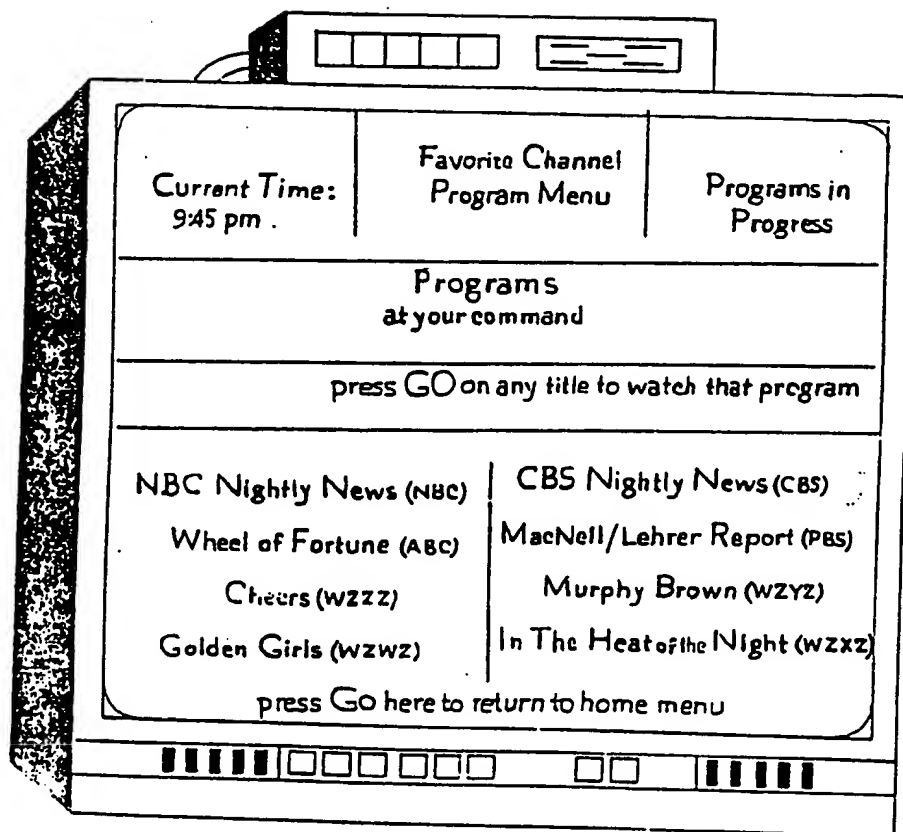 Current Time:
9:45 pm .
Favorite Channel
Program Menu
Programs in
Progress
Programs
at your command
press GO on any title to watch that program
NBC Nightly News (NBC)
CBS Nightly News (CBS)
Wheel of Fortune (ABC)
MacNell/Lehrer Report (PBS)
Cheers (WZZZ)
Murphy Brown (WZYZ)
Golden Girls (WZWZ)
In The Heat of the Night (WZXZ)
press Go here to return to home menu